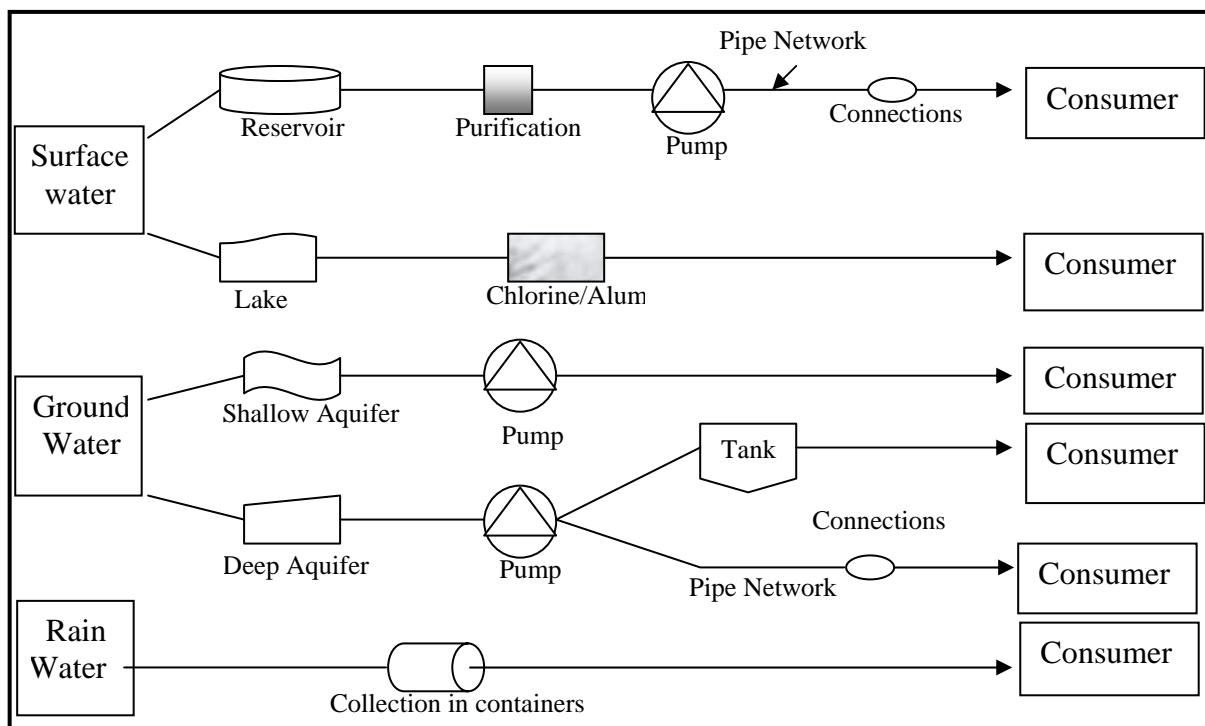 Pipe Network
Reservoir
Purification
Pump
Connections
Consumer
Surface
water
Lake
Chlorine/Alum
Consumer
Ground
Water
Shallow Aquifer
Pump
Consumer
Tank
Consumer
Deep Aquifer
Pump
Connections
Pipe Network
Consumer
Rain
Water
Collection in containers
Consumer